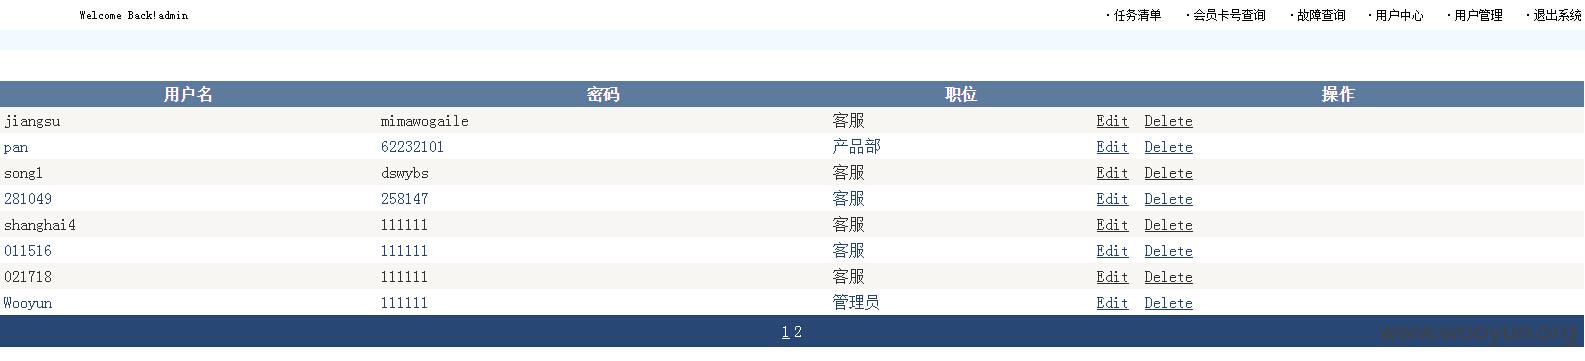 Welcome Back!admin
·任务清单 ·会员卡号查询 ·故障查询 ·用户中心 ·用户管理 ·退出系统
用户名 密码 职位 操作
jiangsu mimawogaile 客服 Edit Delete
pan 62232101 产品部 Edit Delete
song1 dswybs 客服 Edit Delete
281049 258147 客服 Edit Delete
shanghai4 111111 客服 Edit Delete
011516 111111 客服 Edit Delete
021718 111111 客服 Edit Delete
Wooyun 111111 管理员 Edit Delete
1 2
www.wooyun.org